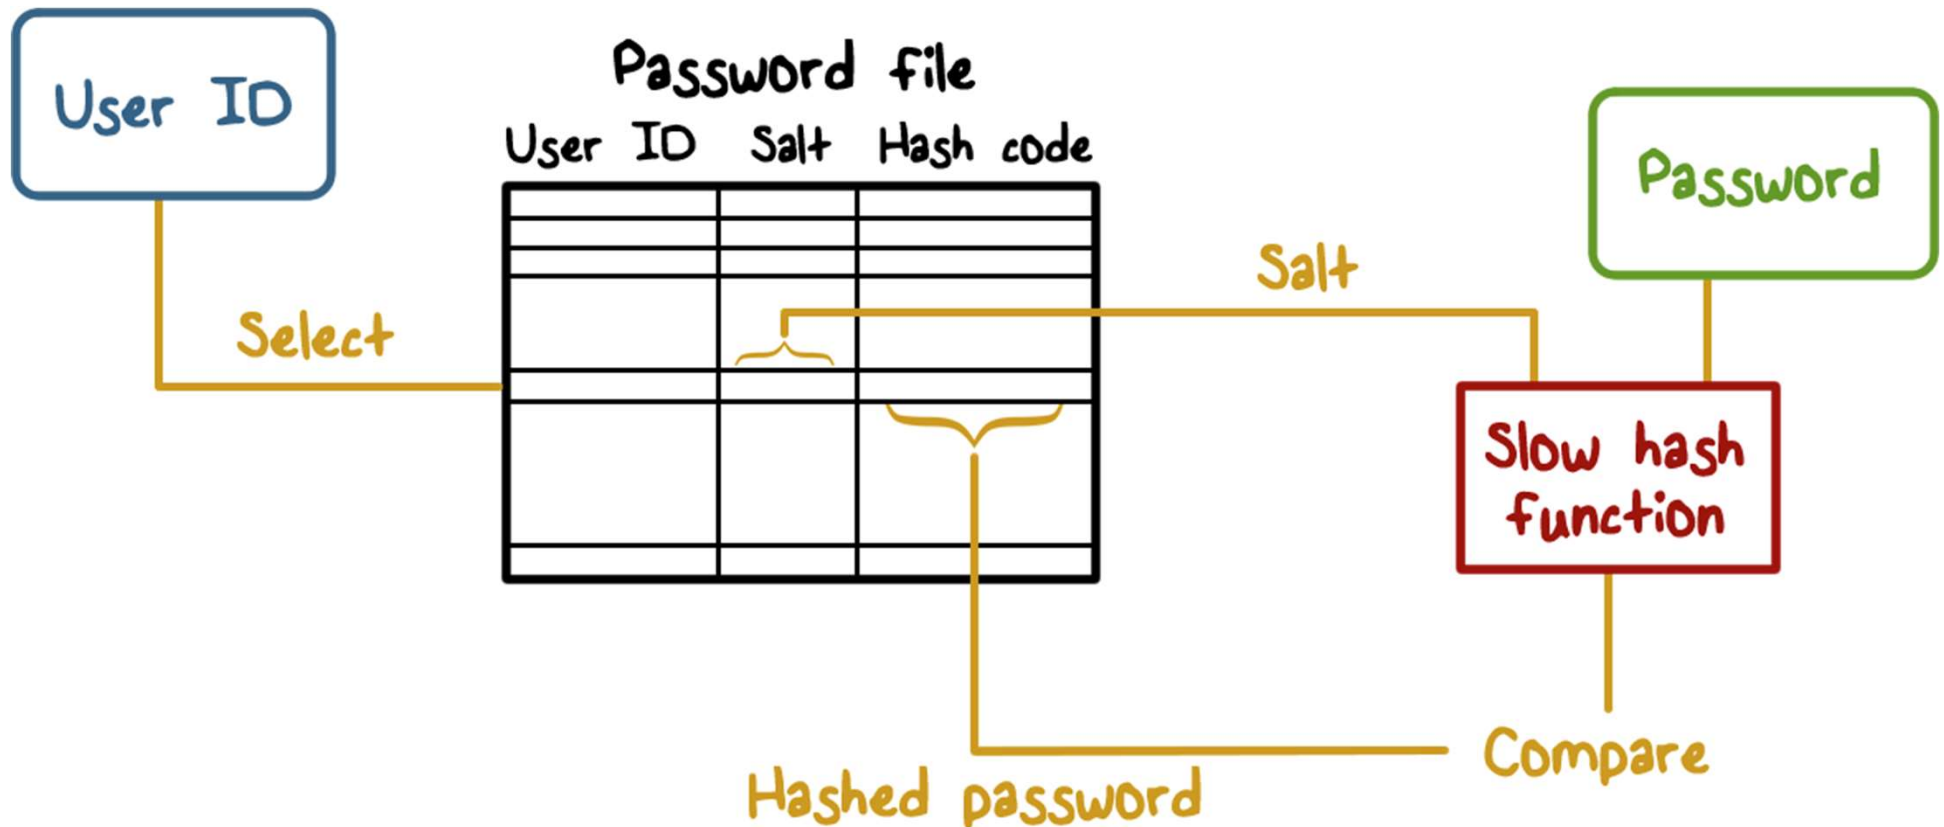 User ID
Password file
User ID Salt Hash code
Password
Salt
Select
Slow hash
function
Compare
Hashed password